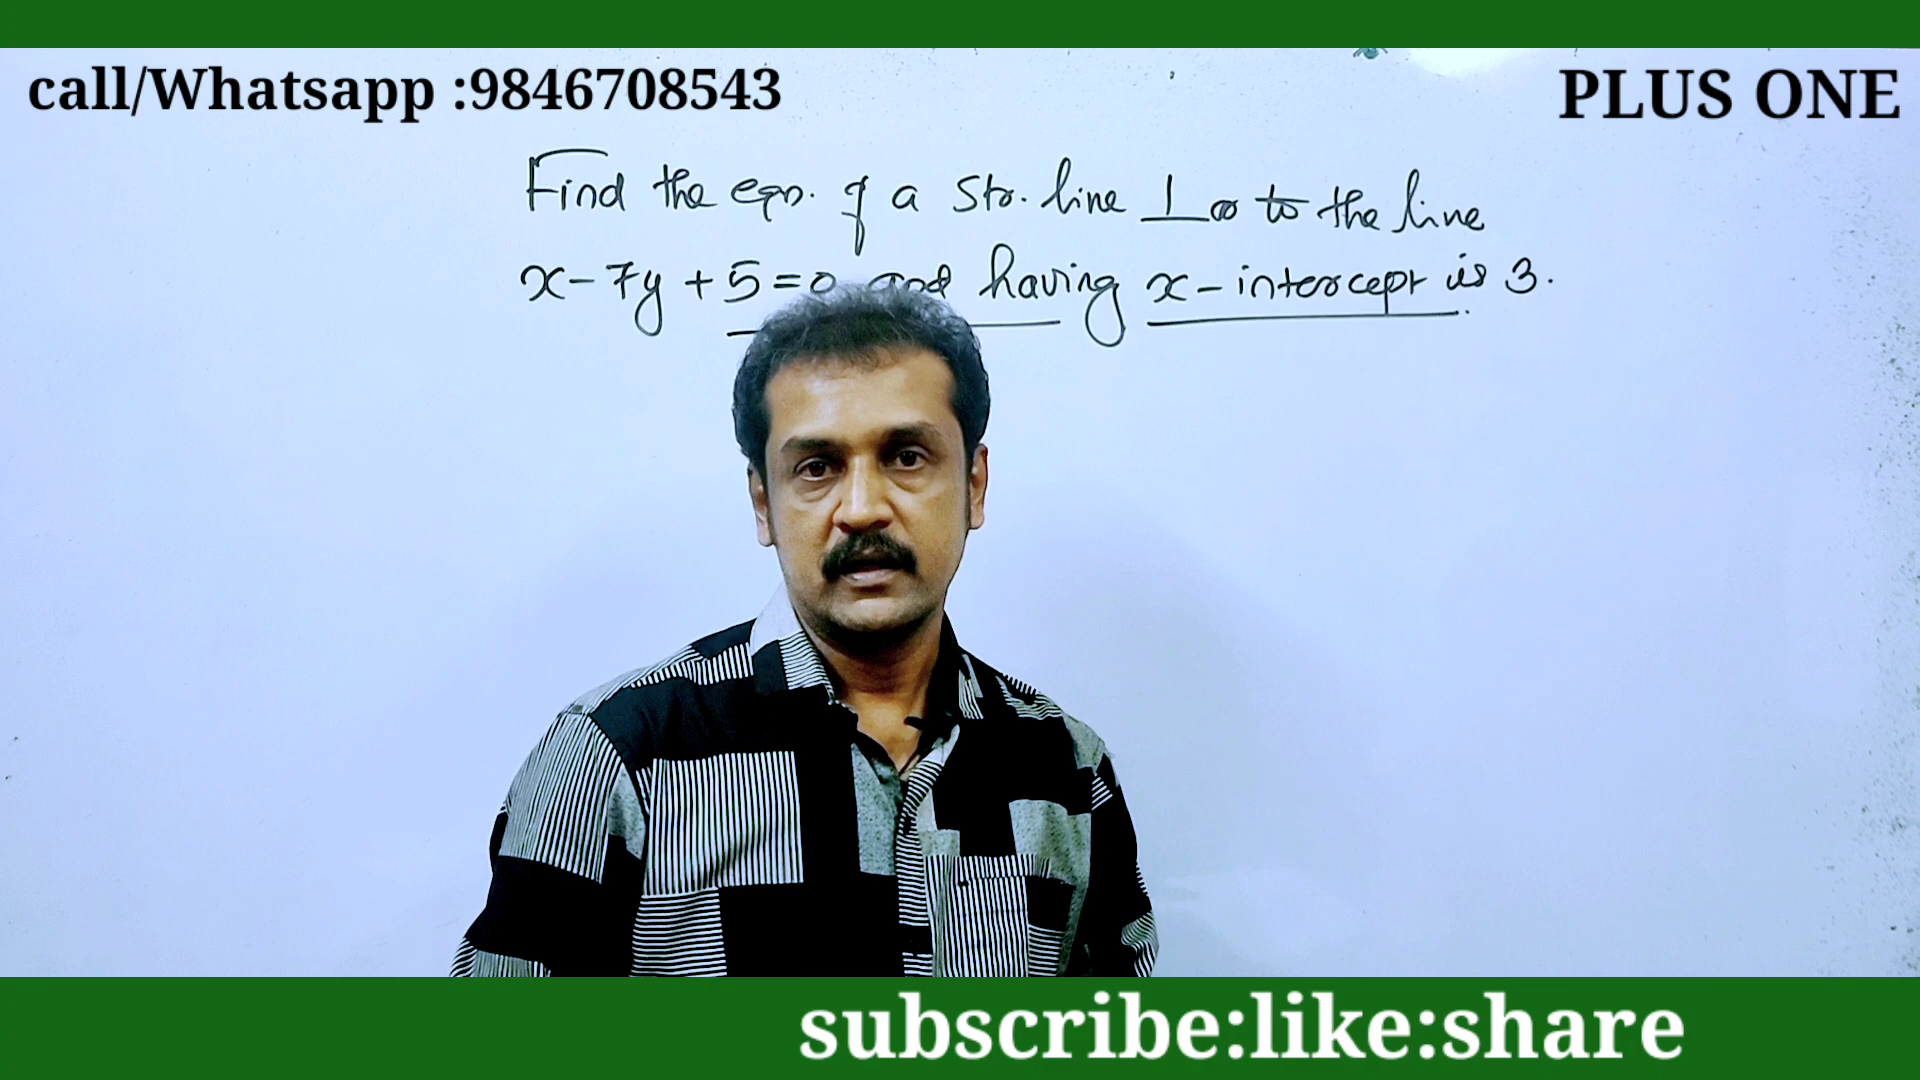 call/Whatsapp :9846708543
PLUS ONE
Find the eqn. of a Str. line ⊥ar to the line
x - 7y + 5 = 0 and having x - intercept is 3.
subscribe:like:share